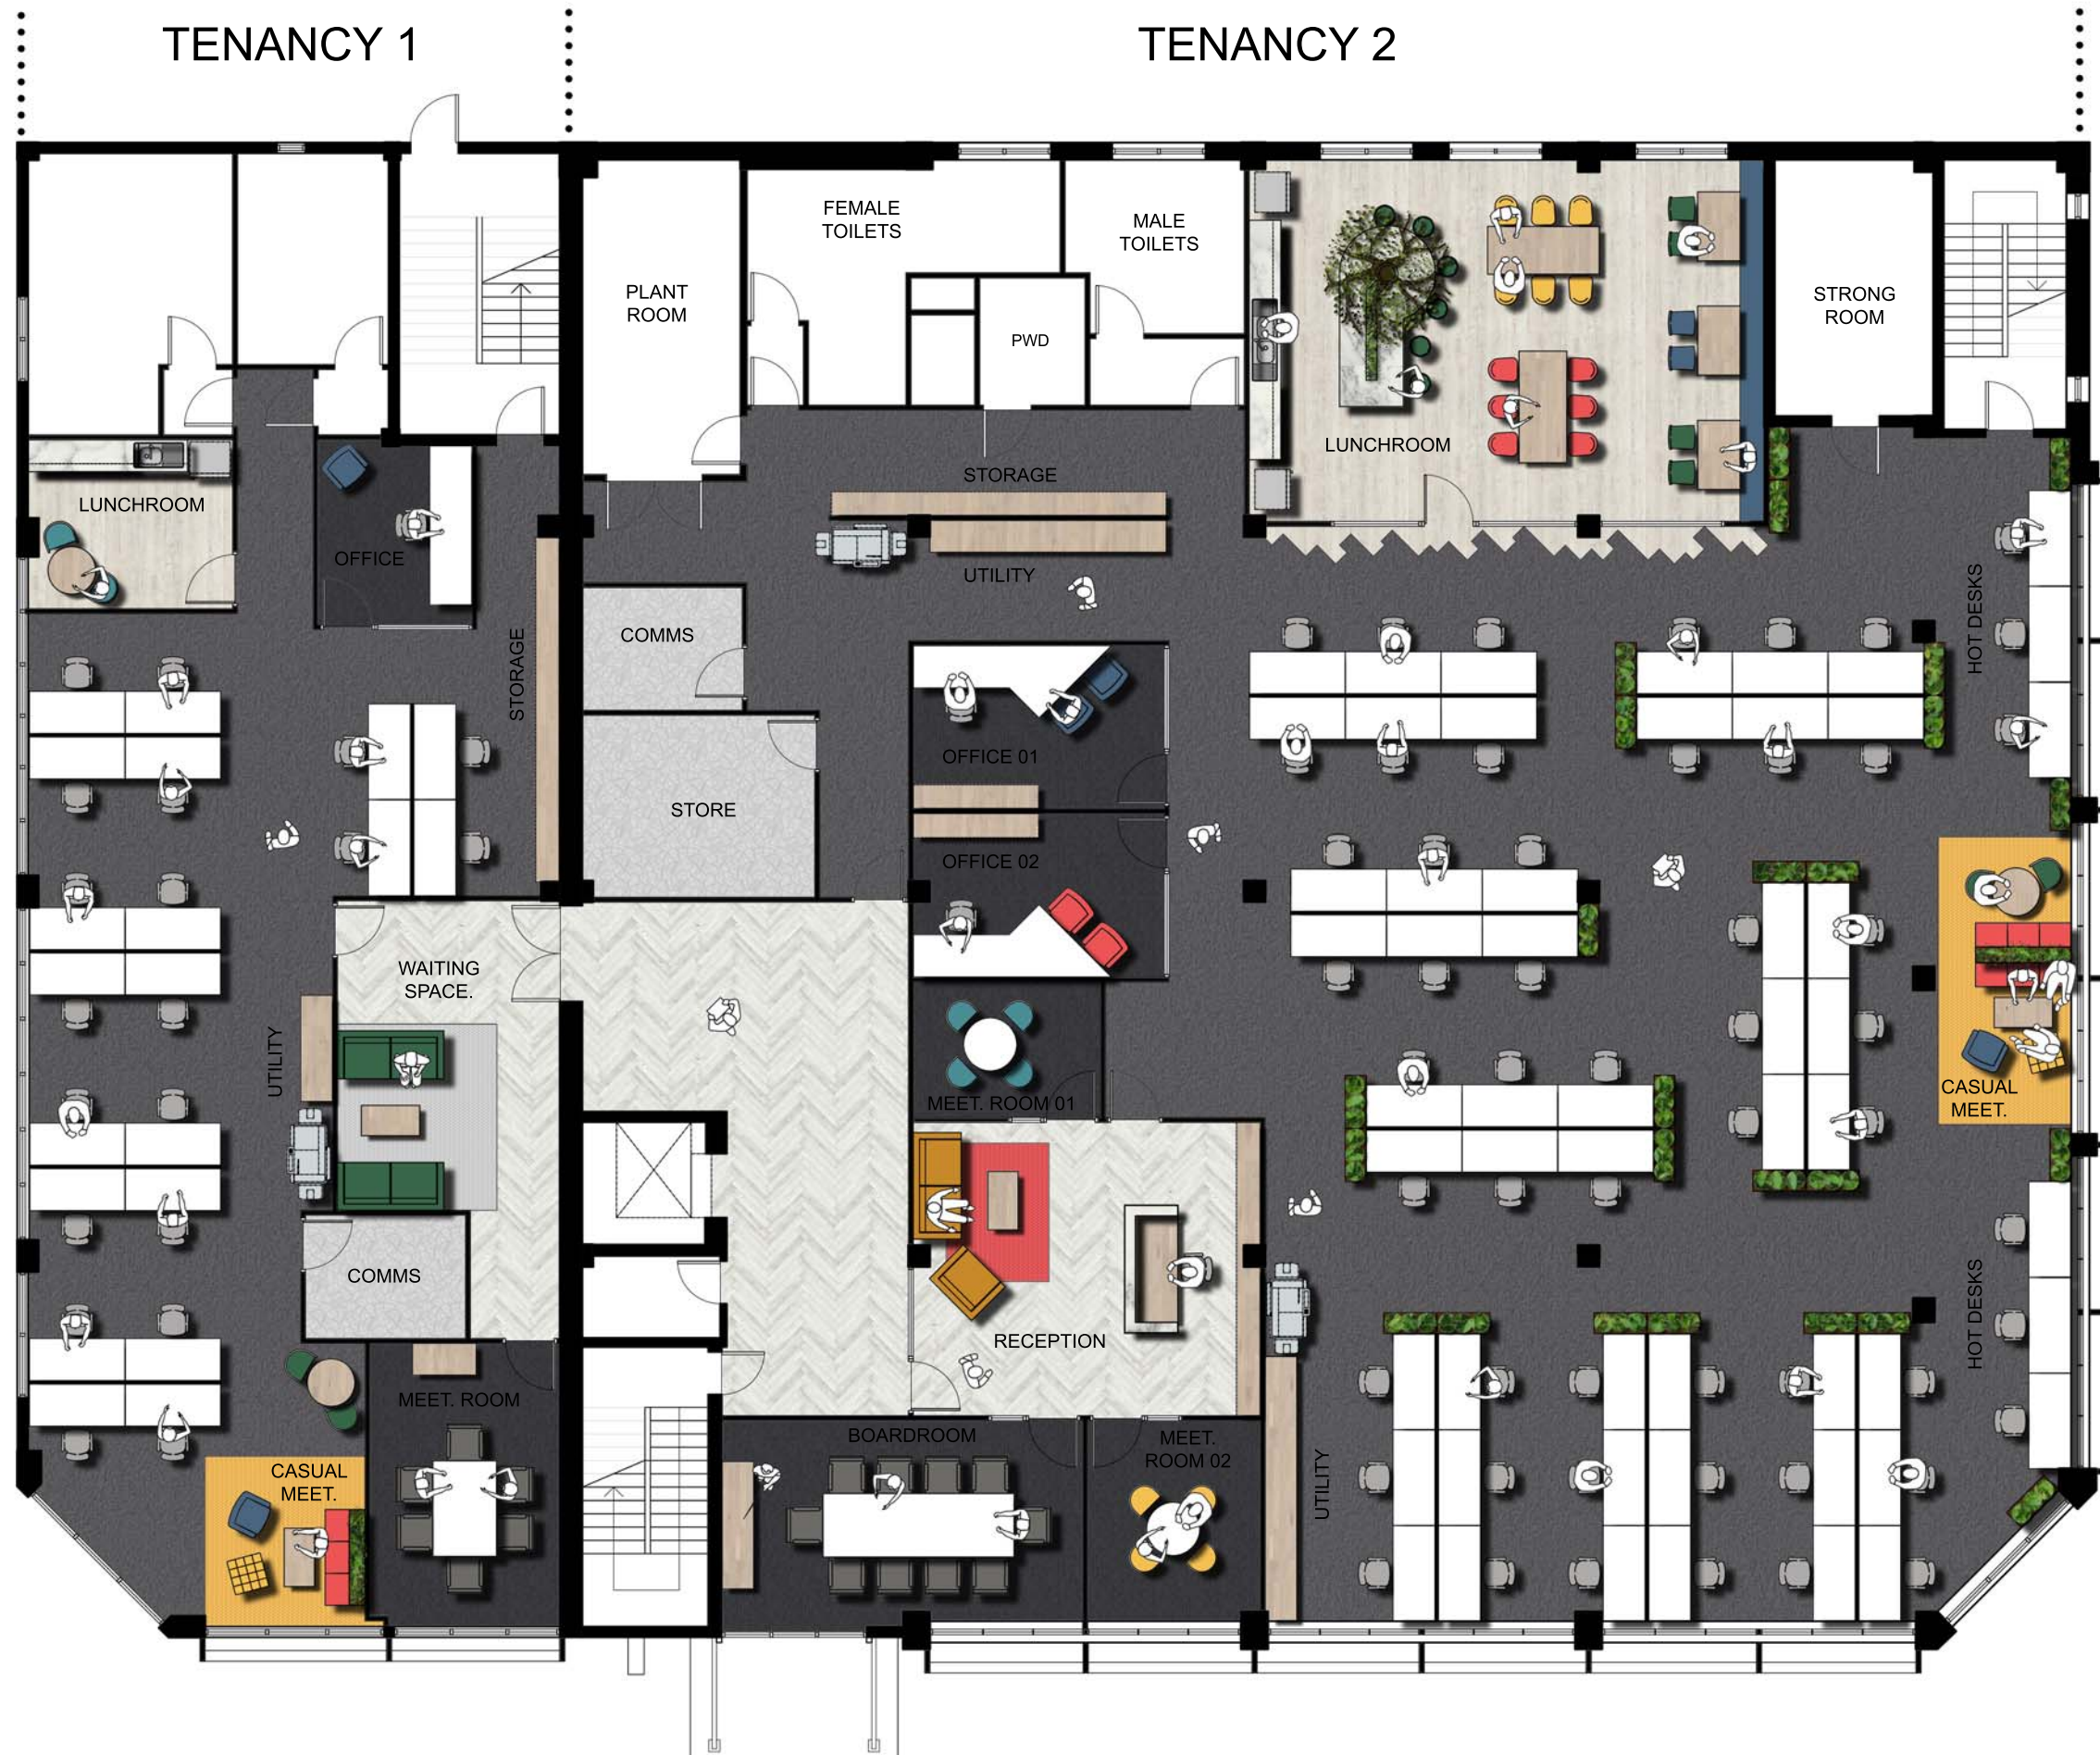 TENANCY 1
TENANCY 2
FEMALE
TOILETS
MALE
TOILETS
PLANT
ROOM
PWD
STRONG
ROOM
LUNCHROOM
STORAGE
LUNCHROOM
OFFICE
UTILITY
HOT DESKS
COMMS
STORAGE
OFFICE 01
STORE
OFFICE 02
WAITING
SPACE.
UTILITY
MEET. ROOM 01
CASUAL
MEET.
COMMS
RECEPTION
HOT DESKS
MEET. ROOM
BOARDROOM
MEET.
ROOM 02
CASUAL
MEET.
UTILITY